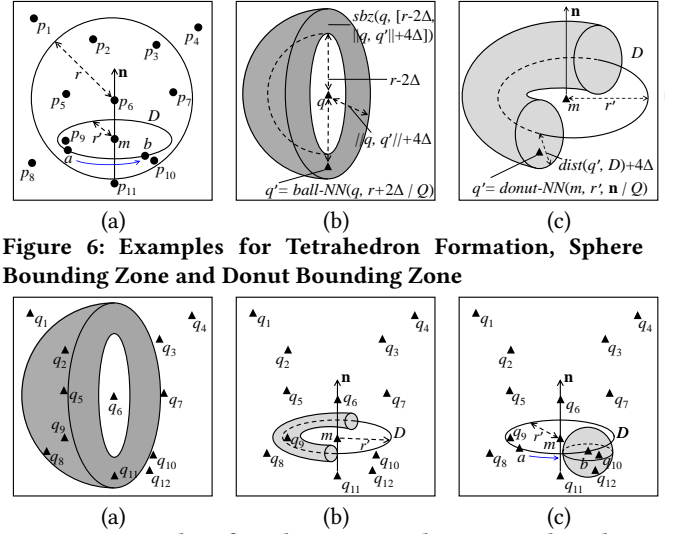 p1
p2
p3
p4
r
n
p5
p6
p7
D
p9
r'
m
b
a
p8
p10
p11
(a)
sbz(q, [r-2Δ,
||q, q'||+4Δ])
r-2Δ
q
||q, q'||+4Δ
q'= ball-NN(q, r+2Δ / Q)
(b)
n
D
m
r'
dist(q', D)+4Δ
q'= donut-NN(m, r', n / Q)
(c)
Figure 6: Examples for Tetrahedron Formation, Sphere
Bounding Zone and Donut Bounding Zone
q1
q4
q3
q2
q5
q6
q7
q9
q8
q10
q11
q12
(a)
q1
q4
q3
q2
n
q5
q6
q7
D
q9
m
r'
q8
q10
q11
q12
(b)
q1
q4
q3
q2
n
q5
q6
q7
D
q9
r'
m
a
b
q8
q10
q11
q12
(c)